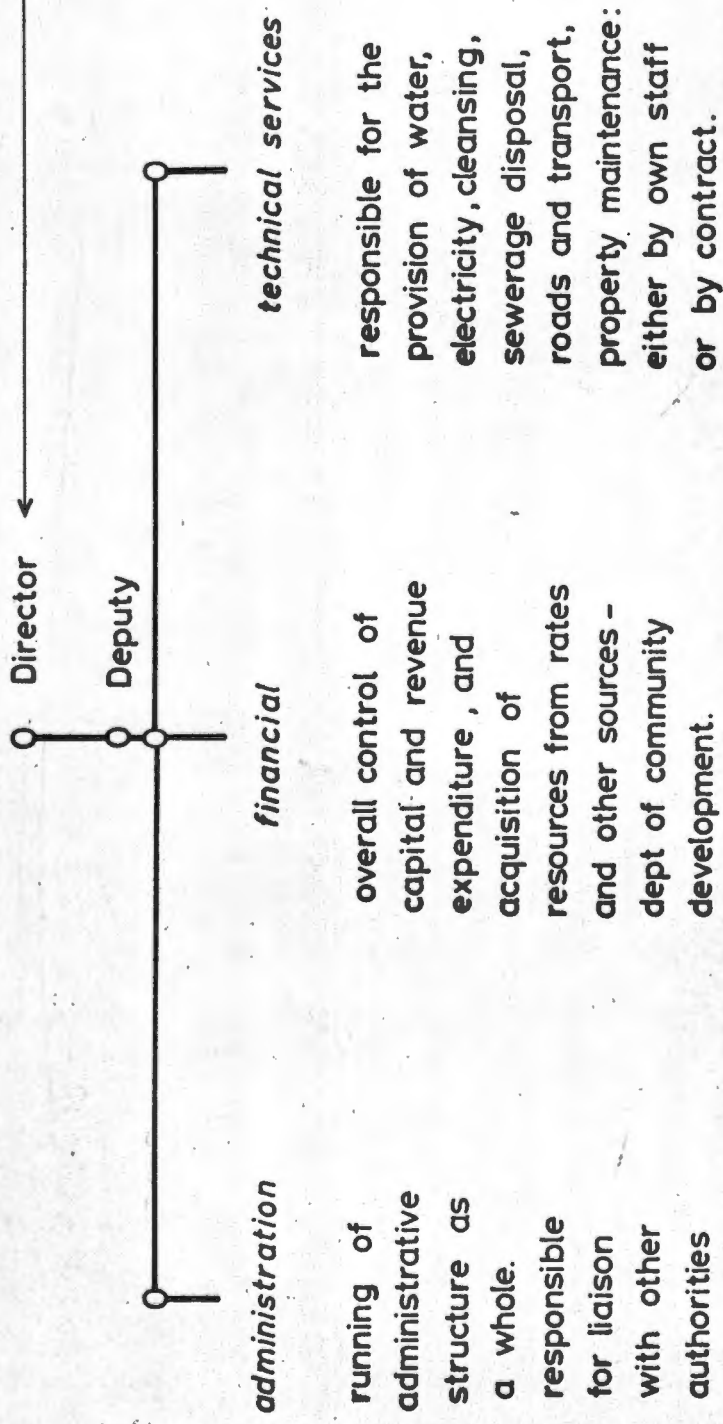 Director
Deputy
administration
running of
administrative
structure as
a whole.
responsible
for liaison
with other
authorities
financial
overall control of
capital and revenue
expenditure, and
acquisition of
resources from rates
and other sources –
dept of community
development.
technical services
responsible for the
provision of water,
electricity, cleansing,
sewerage disposal,
roads and transport,
property maintenance:
either by own staff
or by contract.